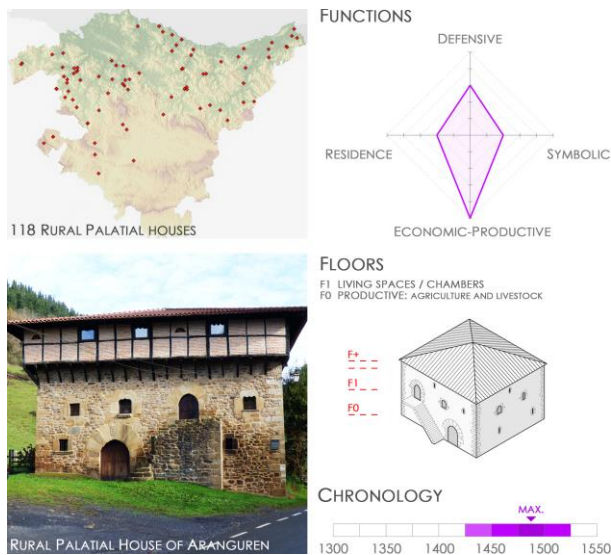 118 Rural Palatial houses
Functions
Defensive
Residence
Symbolic
Economic-Productive
Rural Palatial House of Aranguren
Floors
F1 Living spaces / chambers
F0 Productive: agriculture and livestock
F+
F1
F0
Chronology
Max.
1300 1350 1400 1450 1500 1550